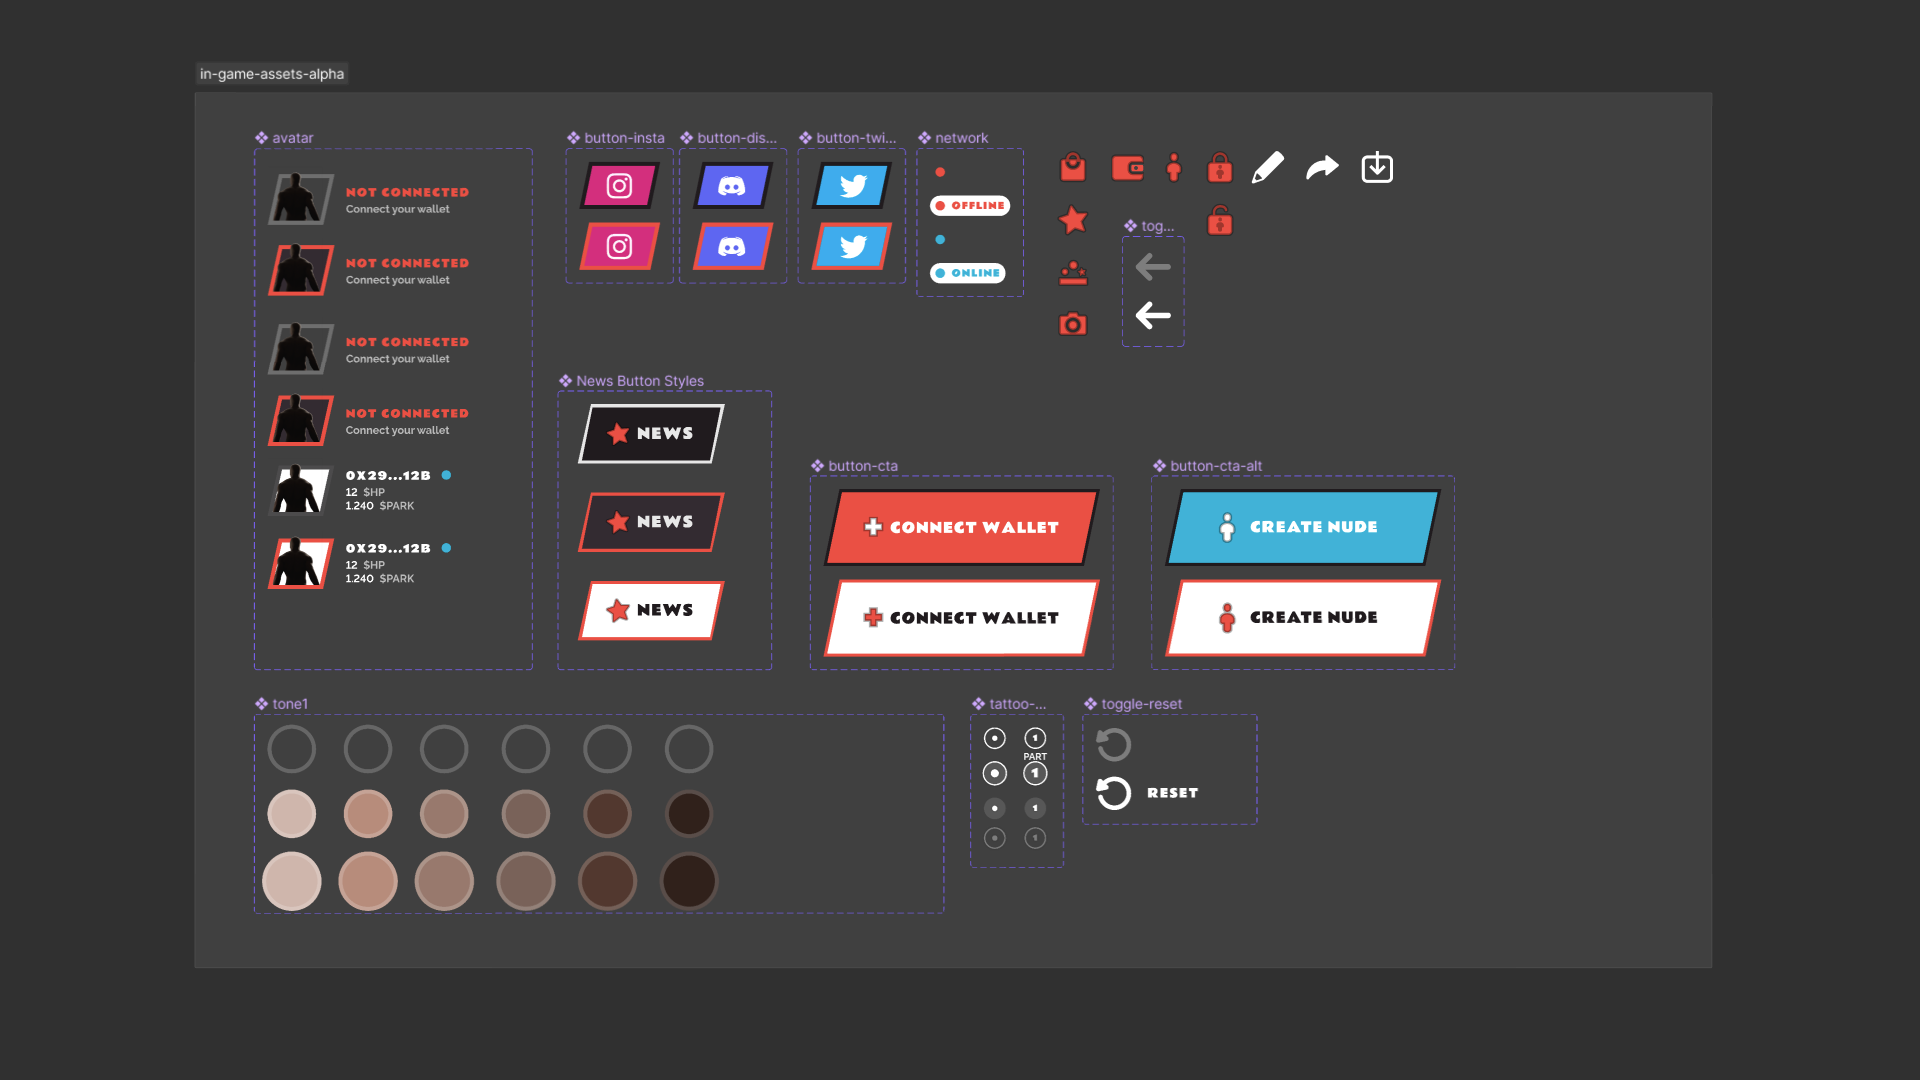 in-game-assets-alpha
avatar
NOT CONNECTED
Connect your wallet
NOT CONNECTED
Connect your wallet
NOT CONNECTED
Connect your wallet
NOT CONNECTED
Connect your wallet
0X29...12B
12 $HP
1.240 $PARK
0X29...12B
12 $HP
1.240 $PARK
button-insta
button-dis...
button-twi...
network
OFFLINE
ONLINE
tog...
News Button Styles
NEWS
NEWS
NEWS
button-cta
CONNECT WALLET
CONNECT WALLET
button-cta-alt
CREATE NUDE
CREATE NUDE
tone1
tattoo-...
1
PART
1
1
1
toggle-reset
RESET